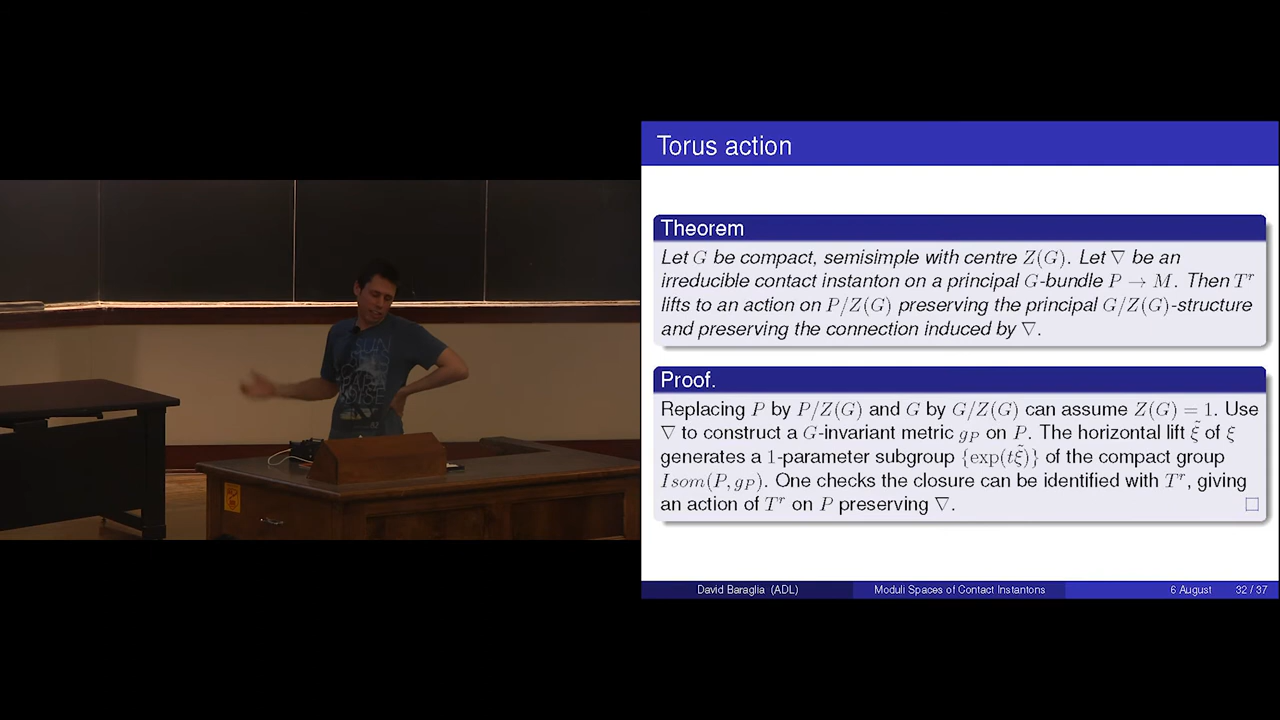 Torus action
Theorem
Let G be compact, semisimple with centre Z(G). Let ∇ be an
irreducible contact instanton on a principal G-bundle P → M. Then Tʳ
lifts to an action on P/Z(G) preserving the principal G/Z(G)-structure
and preserving the connection induced by ∇.
Proof.
Replacing P by P/Z(G) and G by G/Z(G) can assume Z(G) = 1. Use
∇ to construct a G-invariant metric g_P on P. The horizontal lift ξ̃ of ξ
generates a 1-parameter subgroup {exp(tξ̃)} of the compact group
Isom(P, g_P). One checks the closure can be identified with Tʳ, giving
an action of Tʳ on P preserving ∇.
David Baraglia (ADL) Moduli Spaces of Contact Instantons 6 August 32 / 37